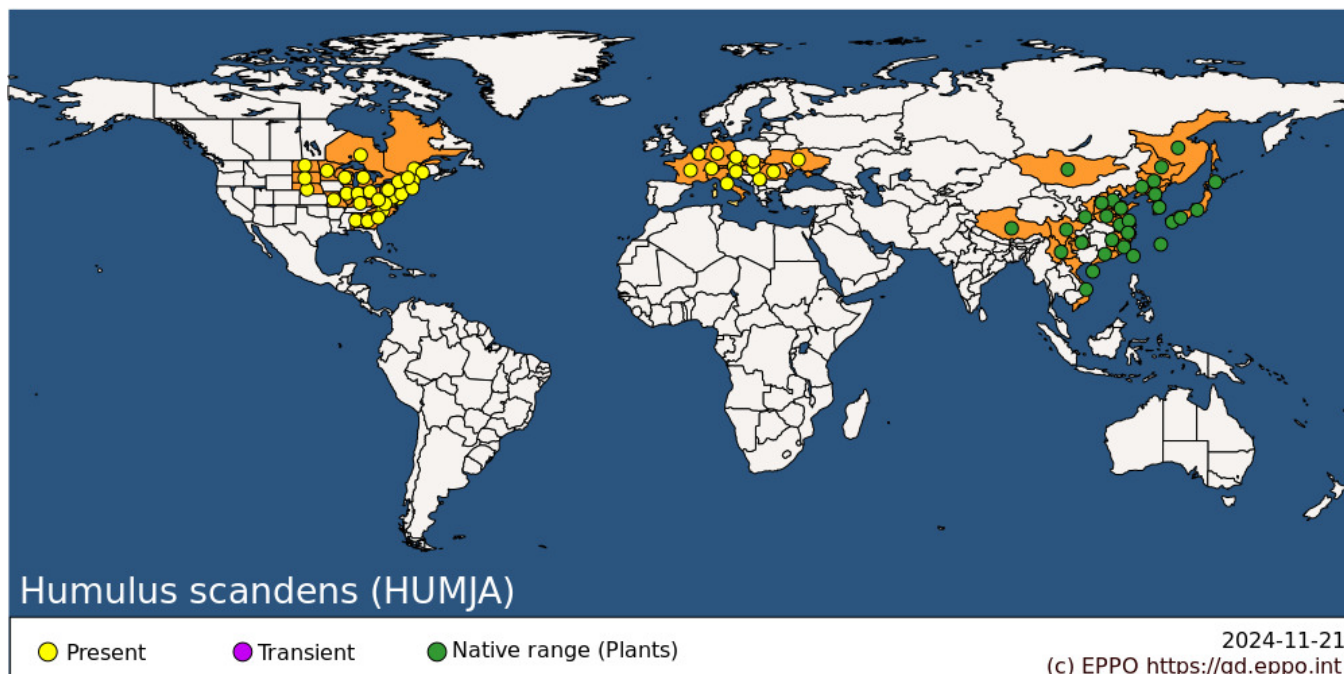 Humulus scandens (HUMJA)
Present
Transient
Native range (Plants)
2024-11-21
(c) EPPO https://gd.eppo.int